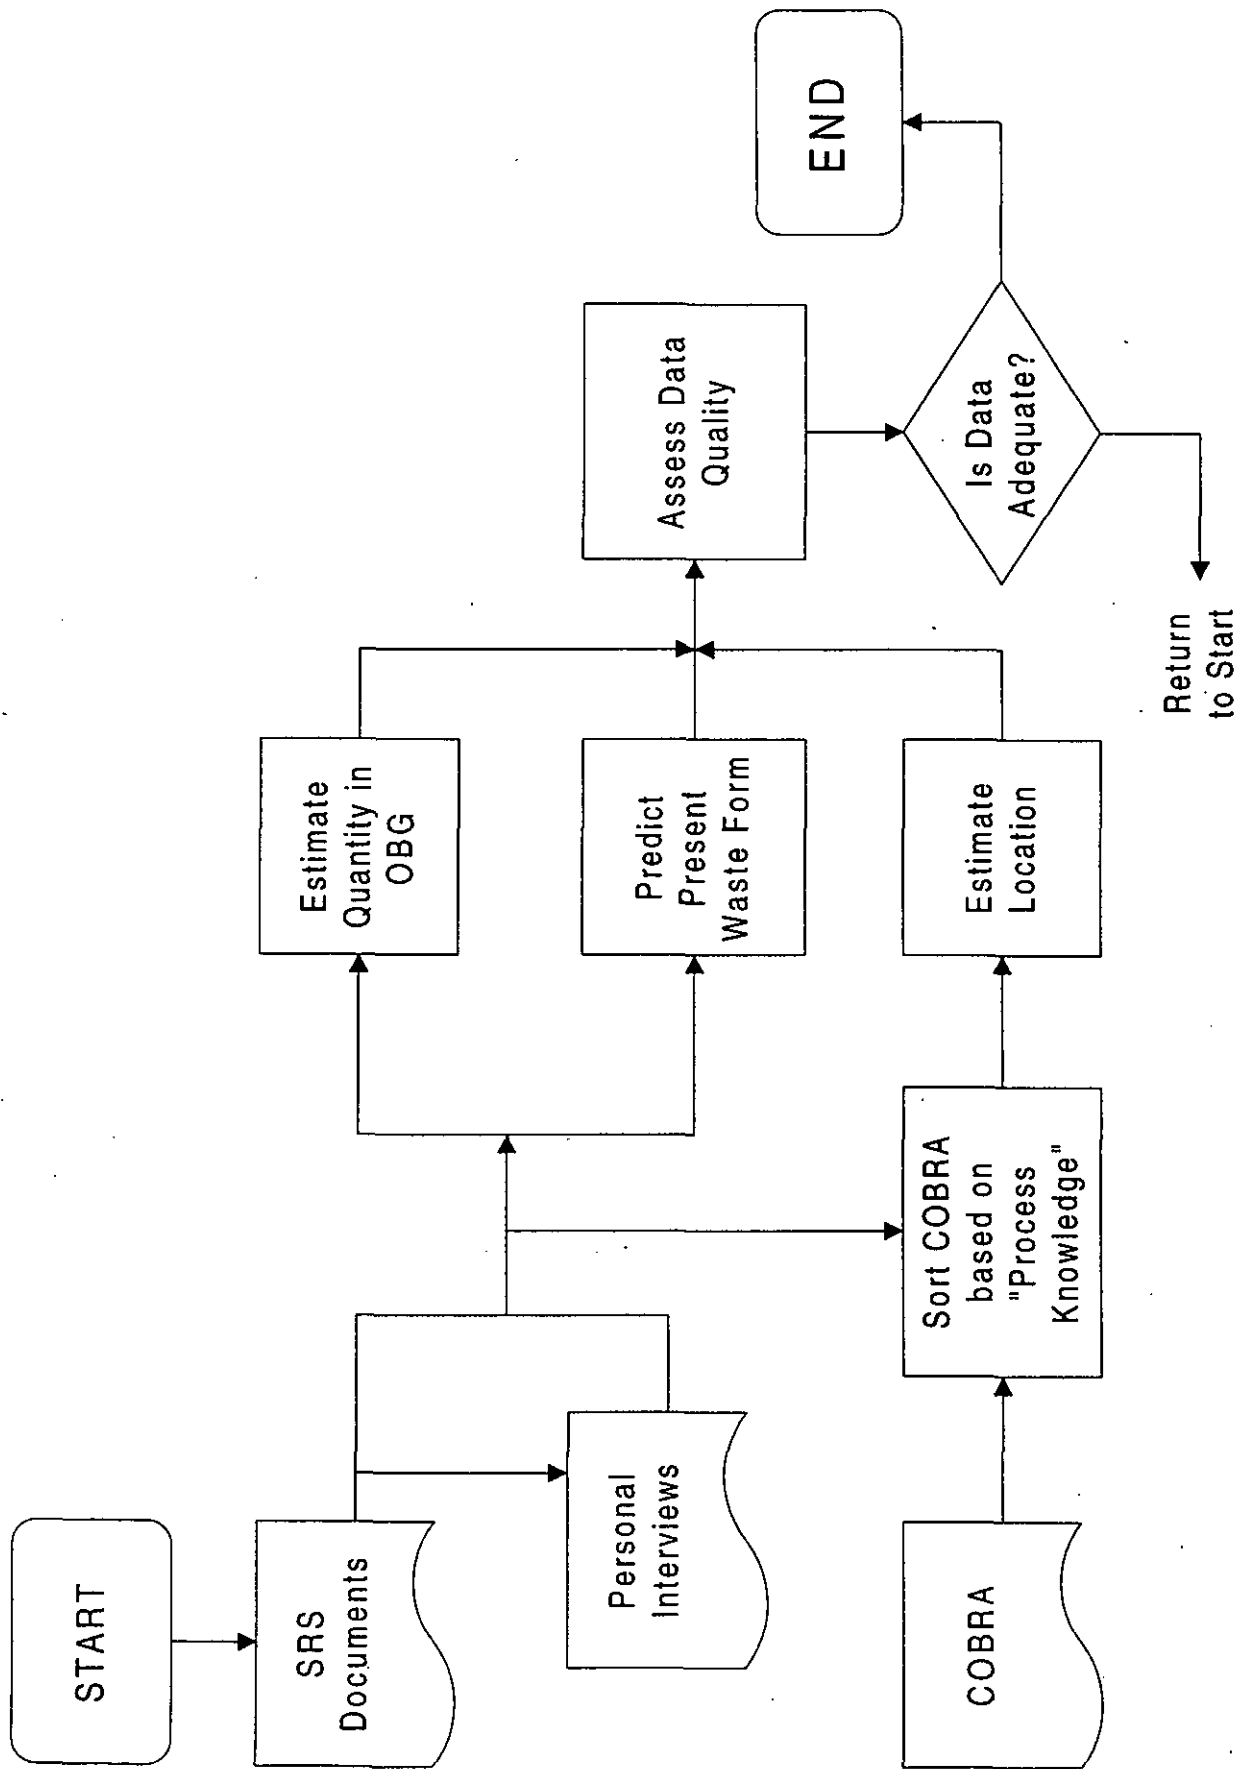 START
SRS
Documents
Personal
Interviews
COBRA
Sort COBRA
based on
"Process
Knowledge"
Estimate
Quantity in
OBG
Predict
Present
Waste Form
Estimate
Location
Assess Data
Quality
Is Data
Adequate?
Return
to Start
END